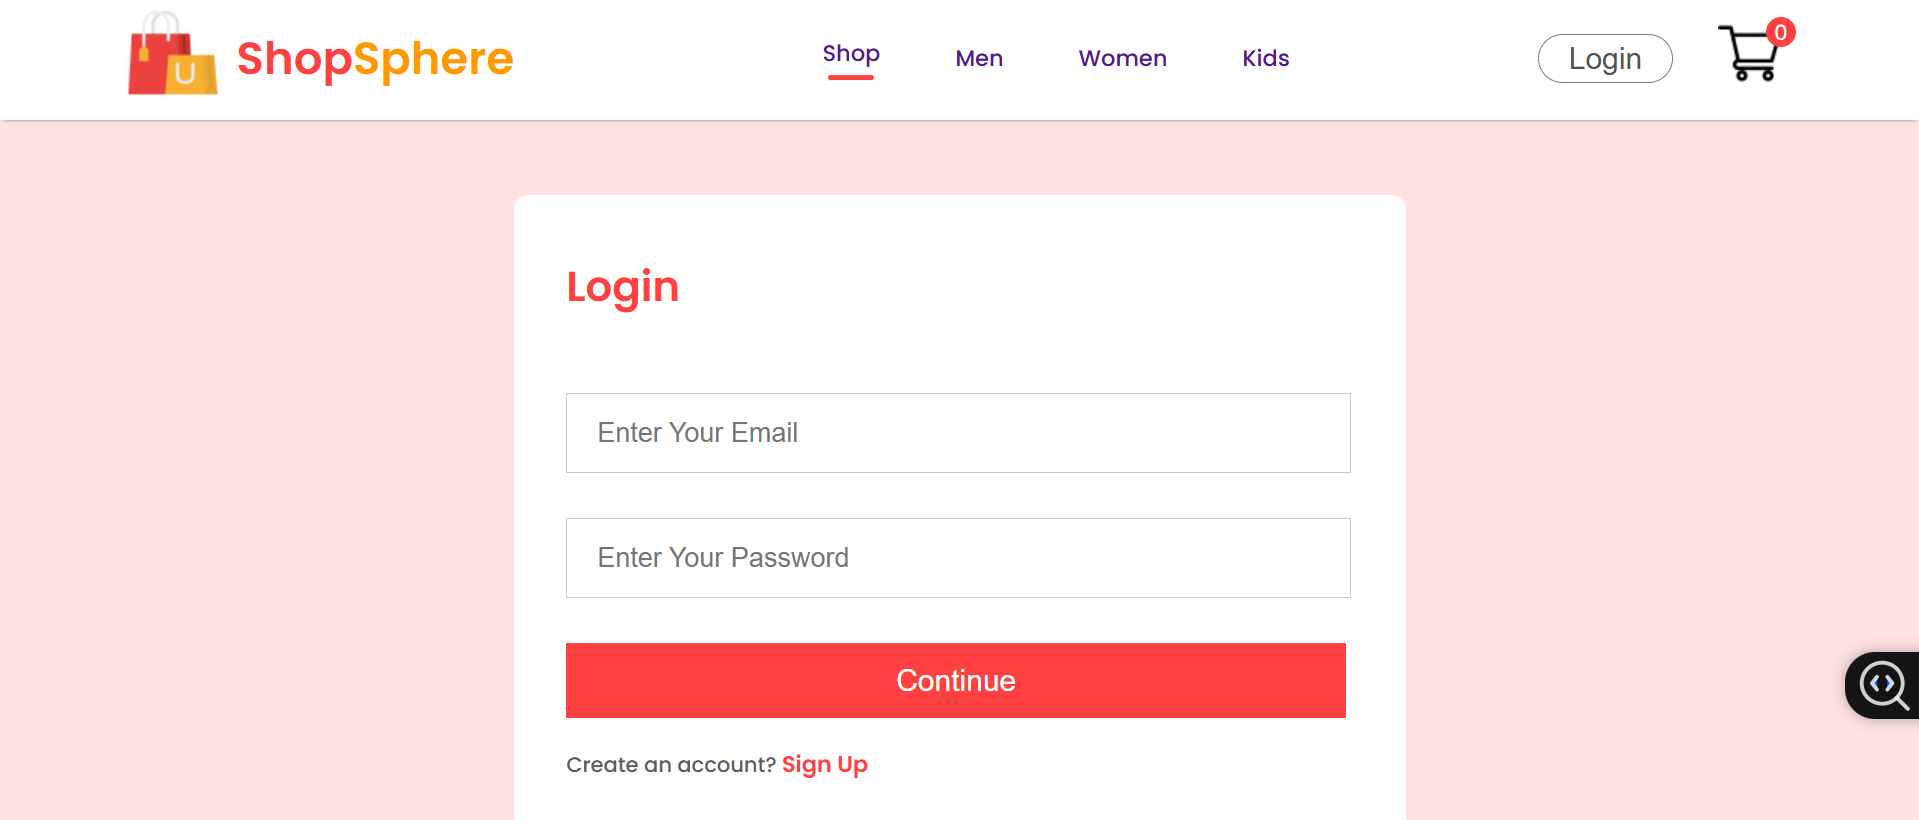 U
ShopSphere
Shop Men Women Kids
Login
0
Login
Enter Your Email
Enter Your Password
Continue
Create an account? Sign Up